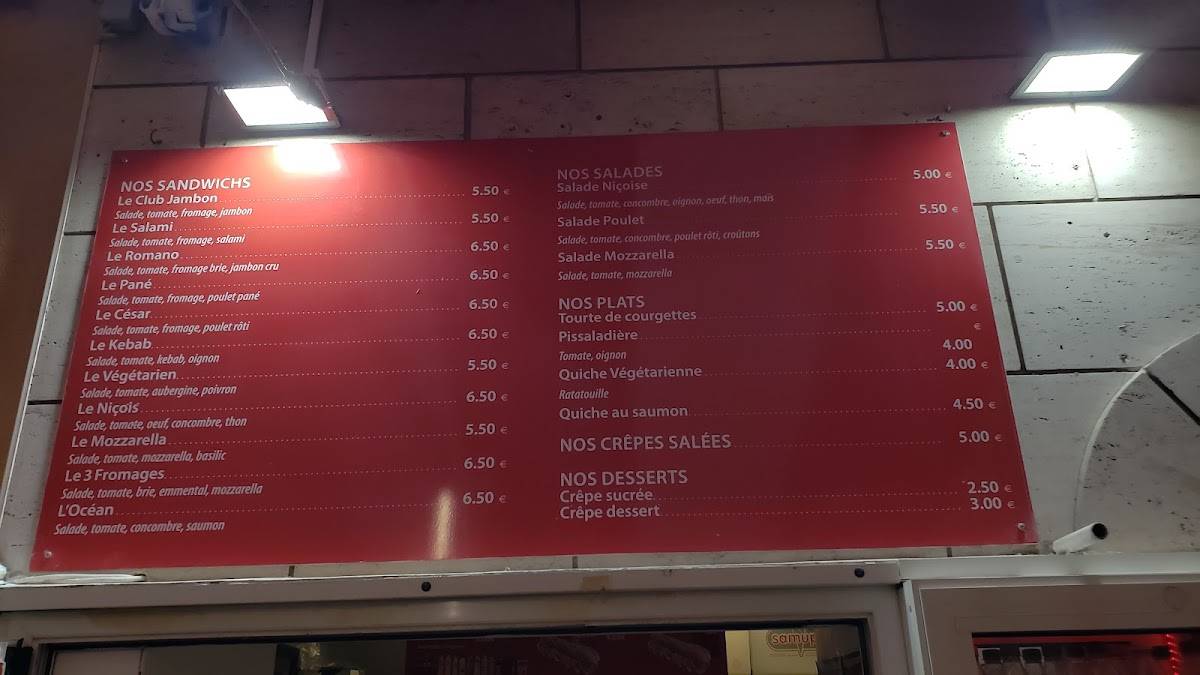 NOS SANDWICHS
Le Club Jambon 5.50 €
Salade, tomate, fromage, jambon
Le Salami 5.50 €
Salade, tomate, fromage, salami
Le Romano 6.50 €
Salade, tomate, fromage brie, jambon cru
Le Pané 6.50 €
Salade, tomate, fromage, poulet pané
Le César 6.50 €
Salade, tomate, fromage, poulet rôti
Le Kebab 6.50 €
Salade, tomate, kebab, oignon
Le Végétarien 5.50 €
Salade, tomate, aubergine, poivron
Le Niçois 6.50 €
Salade, tomate, oeuf, concombre, thon
Le Mozzarella 5.50 €
Salade, tomate, mozzarella, basilic
Le 3 Fromages 6.50 €
Salade, tomate, brie, emmental, mozzarella
L'Océan 6.50 €
Salade, tomate, concombre, saumon
NOS SALADES
Salade Niçoise 5.00 €
Salade, tomate, concombre, oignon, oeuf, thon, maïs
Salade Poulet 5.50 €
Salade, tomate, concombre, poulet rôti, croûtons
Salade Mozzarella 5.50 €
Salade, tomate, mozzarella
NOS PLATS
Tourte de courgettes 5.00 €
Pissaladière €
4.00
Tomate, oignon
Quiche Végétarienne 4.00 €
Ratatouille
Quiche au saumon 4.50 €
NOS CRÊPES SALÉES 5.00 €
NOS DESSERTS
Crêpe sucrée 2.50 €
Crêpe dessert 3.00 €